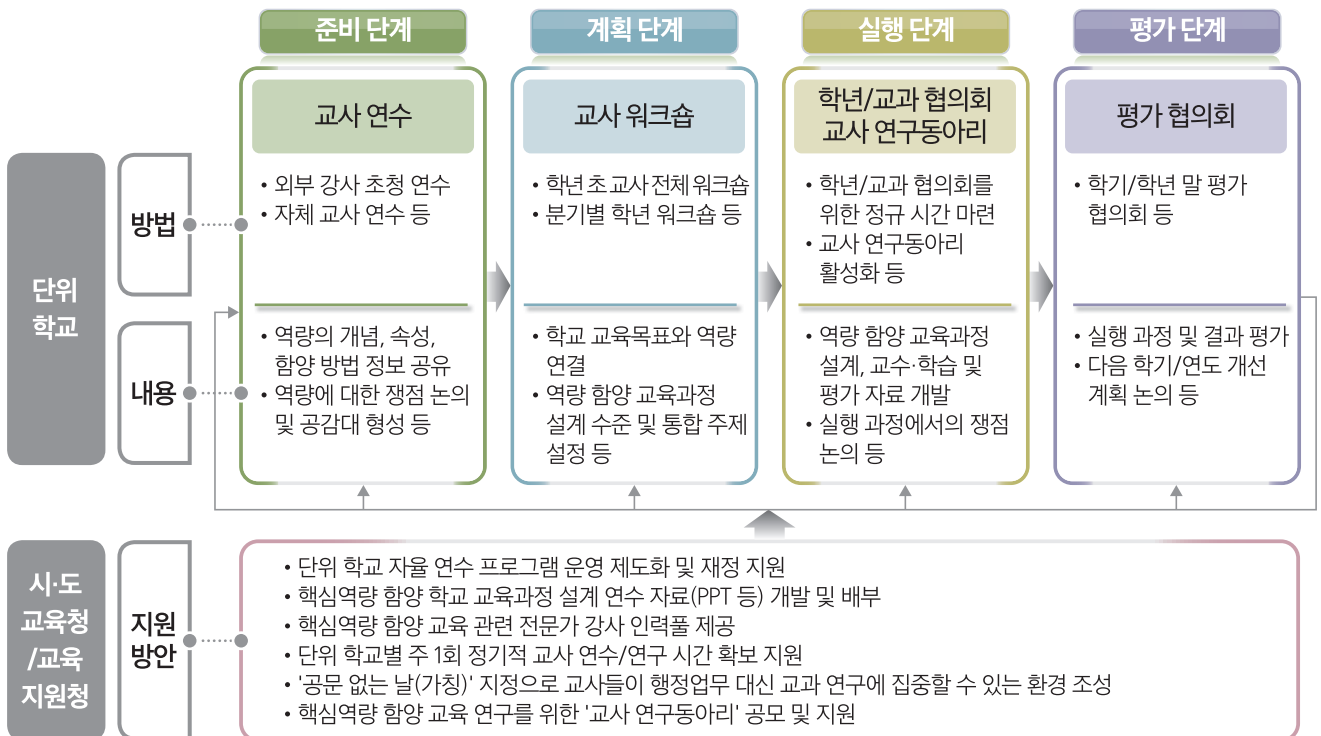 준비 단계
계획 단계
실행 단계
평가 단계
교사 연수
교사 워크숍
학년/교과 협의회
교사 연구동아리
평가 협의회
단위
학교
방법
• 외부 강사 초청 연수
• 자체 교사 연수 등
• 학년 초 교사 전체 워크숍
• 분기별 학년 워크숍 등
• 학년/교과 협의회를
위한 정규 시간 마련
• 교사 연구동아리
활성화 등
• 학기/학년 말 평가
협의회 등
내용
• 역량의 개념, 속성,
함양 방법 정보 공유
• 역량에 대한 쟁점 논의
및 공감대 형성 등
• 학교 교육목표와 역량
연결
• 역량 함양 교육과정
설계 수준 및 통합 주제
설정 등
• 역량 함양 교육과정
설계, 교수·학습 및
평가 자료 개발
• 실행 과정에서의 쟁점
논의 등
• 실행 과정 및 결과 평가
• 다음 학기/연도 개선
계획 논의 등
시·도
교육청
/교육
지원청
지원
방안
• 단위 학교 자율 연수 프로그램 운영 제도화 및 재정 지원
• 핵심역량 함양 학교 교육과정 설계 연수 자료(PPT 등) 개발 및 배부
• 핵심역량 함양 교육 관련 전문가 강사 인력풀 제공
• 단위 학교별 주 1회 정기적 교사 연수/연구 시간 확보 지원
• '공문 없는 날(가칭)' 지정으로 교사들이 행정업무 대신 교과 연구에 집중할 수 있는 환경 조성
• 핵심역량 함양 교육 연구를 위한 '교사 연구동아리' 공모 및 지원